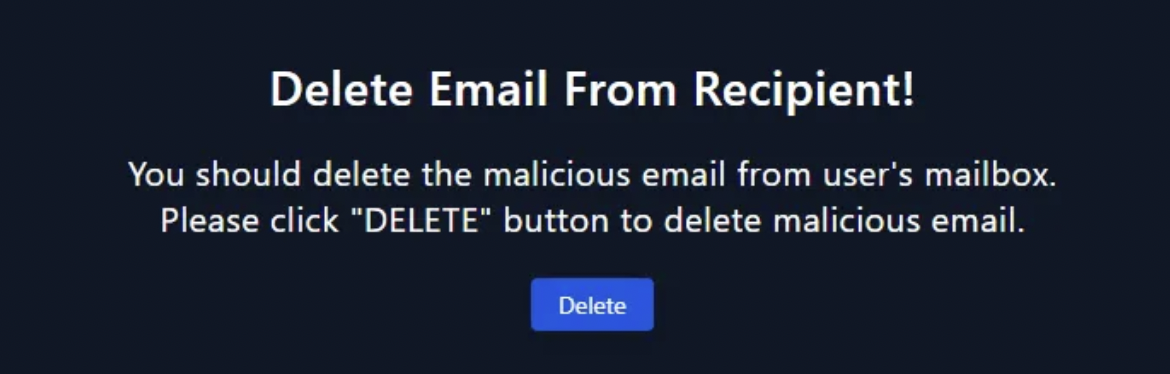 Delete Email From Recipient!
You should delete the malicious email from user's mailbox.
Please click "DELETE" button to delete malicious email.
Delete